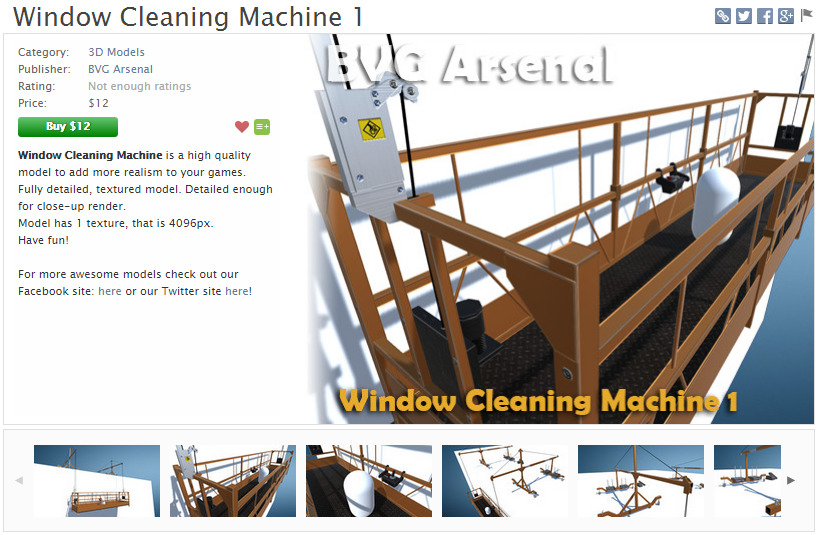 Window Cleaning Machine 1
Category: 3D Models
Publisher: BVG Arsenal
Rating: Not enough ratings
Price: $12
Buy $12
Window Cleaning Machine is a high quality
model to add more realism to your games.
Fully detailed, textured model. Detailed enough
for close-up render.
Model has 1 texture, that is 4096px.
Have fun!
For more awesome models check out our
Facebook site: here or our Twitter site here!
BVG Arsenal
Window Cleaning Machine 1